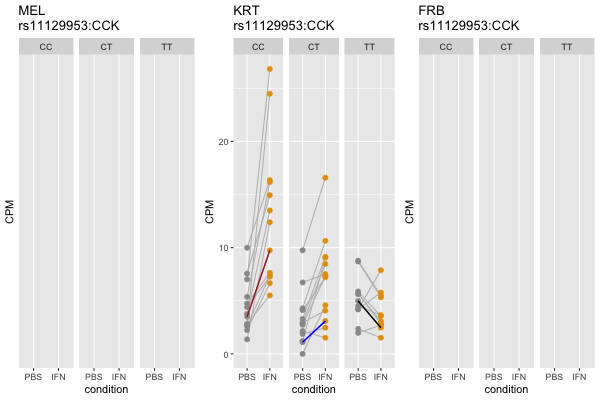 MEL
rs11129953:CCK
CC CT TT
CPM
PBS IFN PBS IFN PBS IFN
condition
KRT
rs11129953:CCK
CC CT TT
CPM
20
10
0
PBS IFN PBS IFN PBS IFN
condition
FRB
rs11129953:CCK
CC CT TT
CPM
PBS IFN PBS IFN PBS IFN
condition